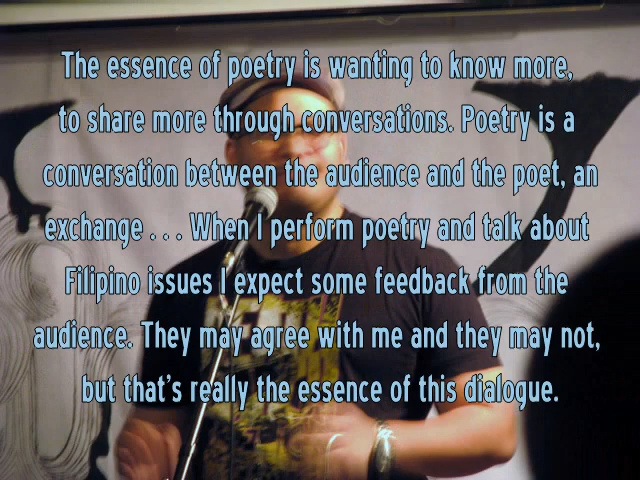 The essence of poetry is wanting to know more,
to share more through conversations. Poetry is a
conversation between the audience and the poet, an
exchange . . . When I perform poetry and talk about
Filipino issues I expect some feedback from the
audience. They may agree with me and they may not,
but that's really the essence of this dialogue.